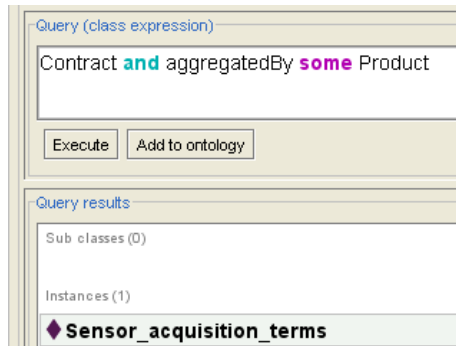 Query (class expression)
Contract and aggregatedBy some Product
Execute Add to ontology
Query results
Sub classes (0)
Instances (1)
Sensor_acquisition_terms